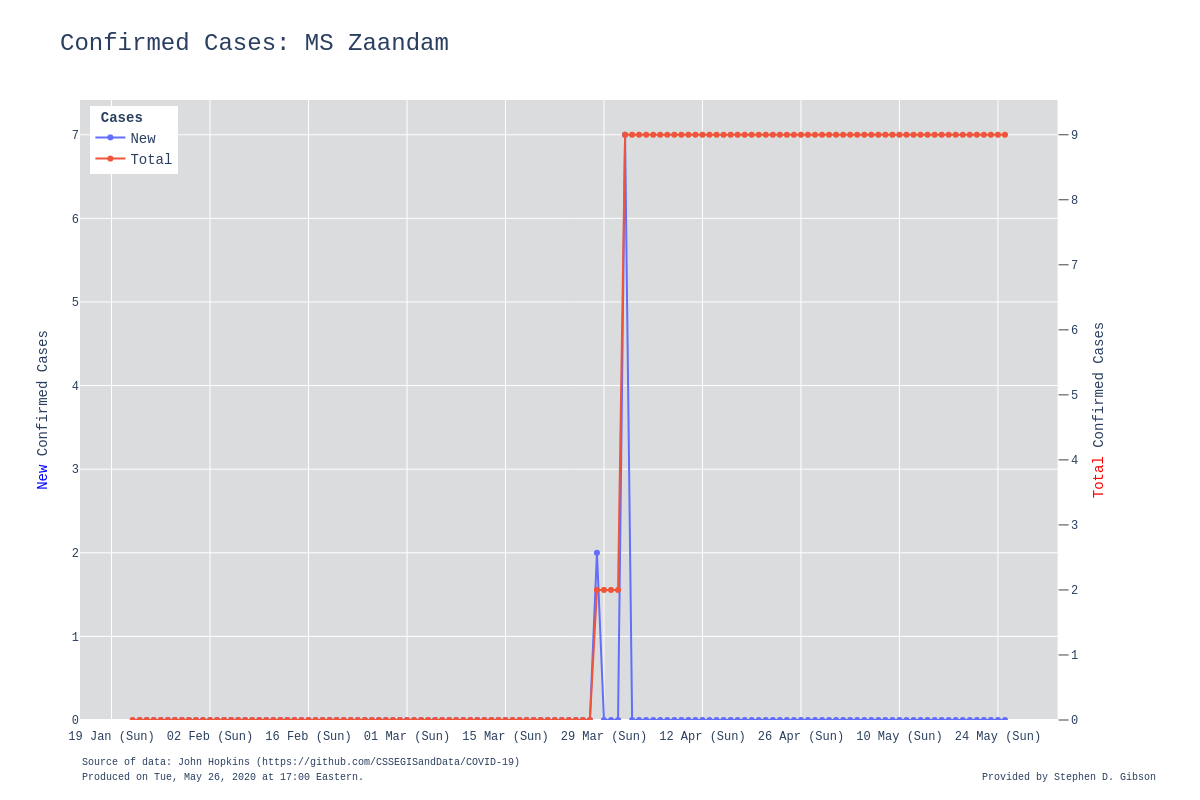 Confirmed Cases: MS Zaandam
Cases
New
Total
7
6
5
4
3
2
1
0
New Confirmed Cases
9
8
7
6
5
4
3
2
1
0
Total Confirmed Cases
19 Jan (Sun) 02 Feb (Sun) 16 Feb (Sun) 01 Mar (Sun) 15 Mar (Sun) 29 Mar (Sun) 12 Apr (Sun) 26 Apr (Sun) 10 May (Sun) 24 May (Sun)
Source of data: John Hopkins (https://github.com/CSSEGISandData/COVID-19)
Produced on Tue, May 26, 2020 at 17:00 Eastern.
Provided by Stephen D. Gibson